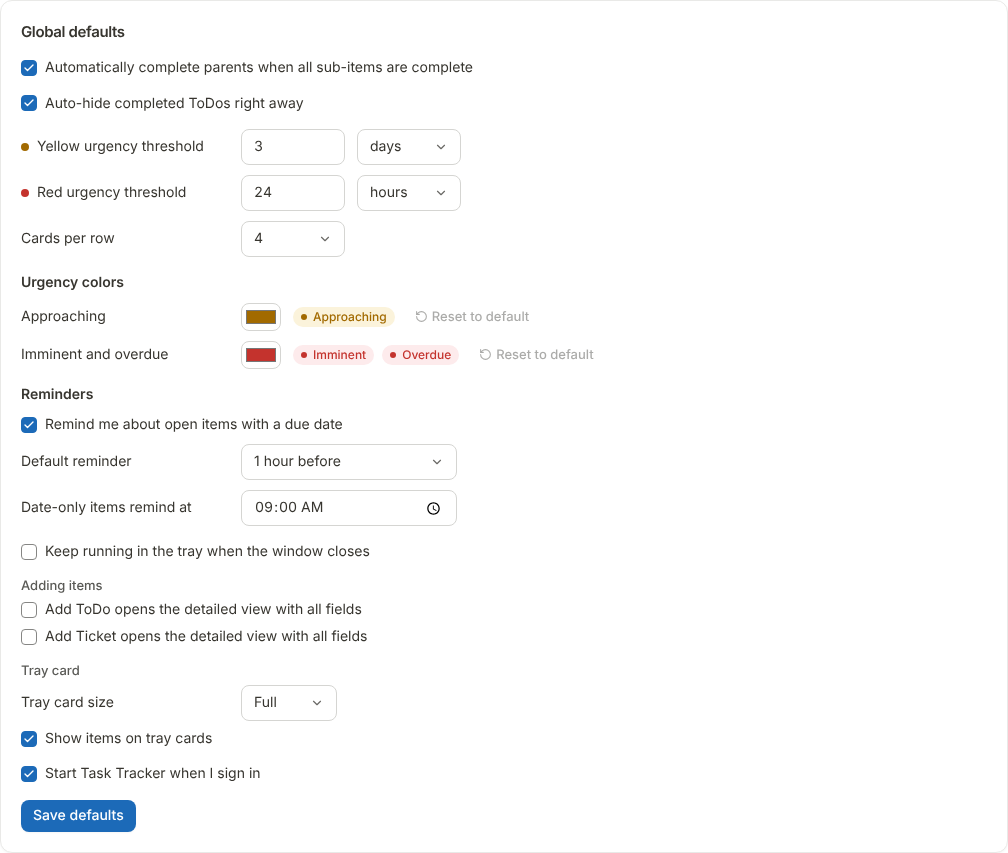 Global defaults
Automatically complete parents when all sub-items are complete
Auto-hide completed ToDos right away
Yellow urgency threshold 3 days
Red urgency threshold 24 hours
Cards per row 4
Urgency colors
Approaching Approaching Reset to default
Imminent and overdue Imminent Overdue Reset to default
Reminders
Remind me about open items with a due date
Default reminder 1 hour before
Date-only items remind at 09:00 AM
Keep running in the tray when the window closes
Adding items
Add ToDo opens the detailed view with all fields
Add Ticket opens the detailed view with all fields
Tray card
Tray card size Full
Show items on tray cards
Start Task Tracker when I sign in
Save defaults